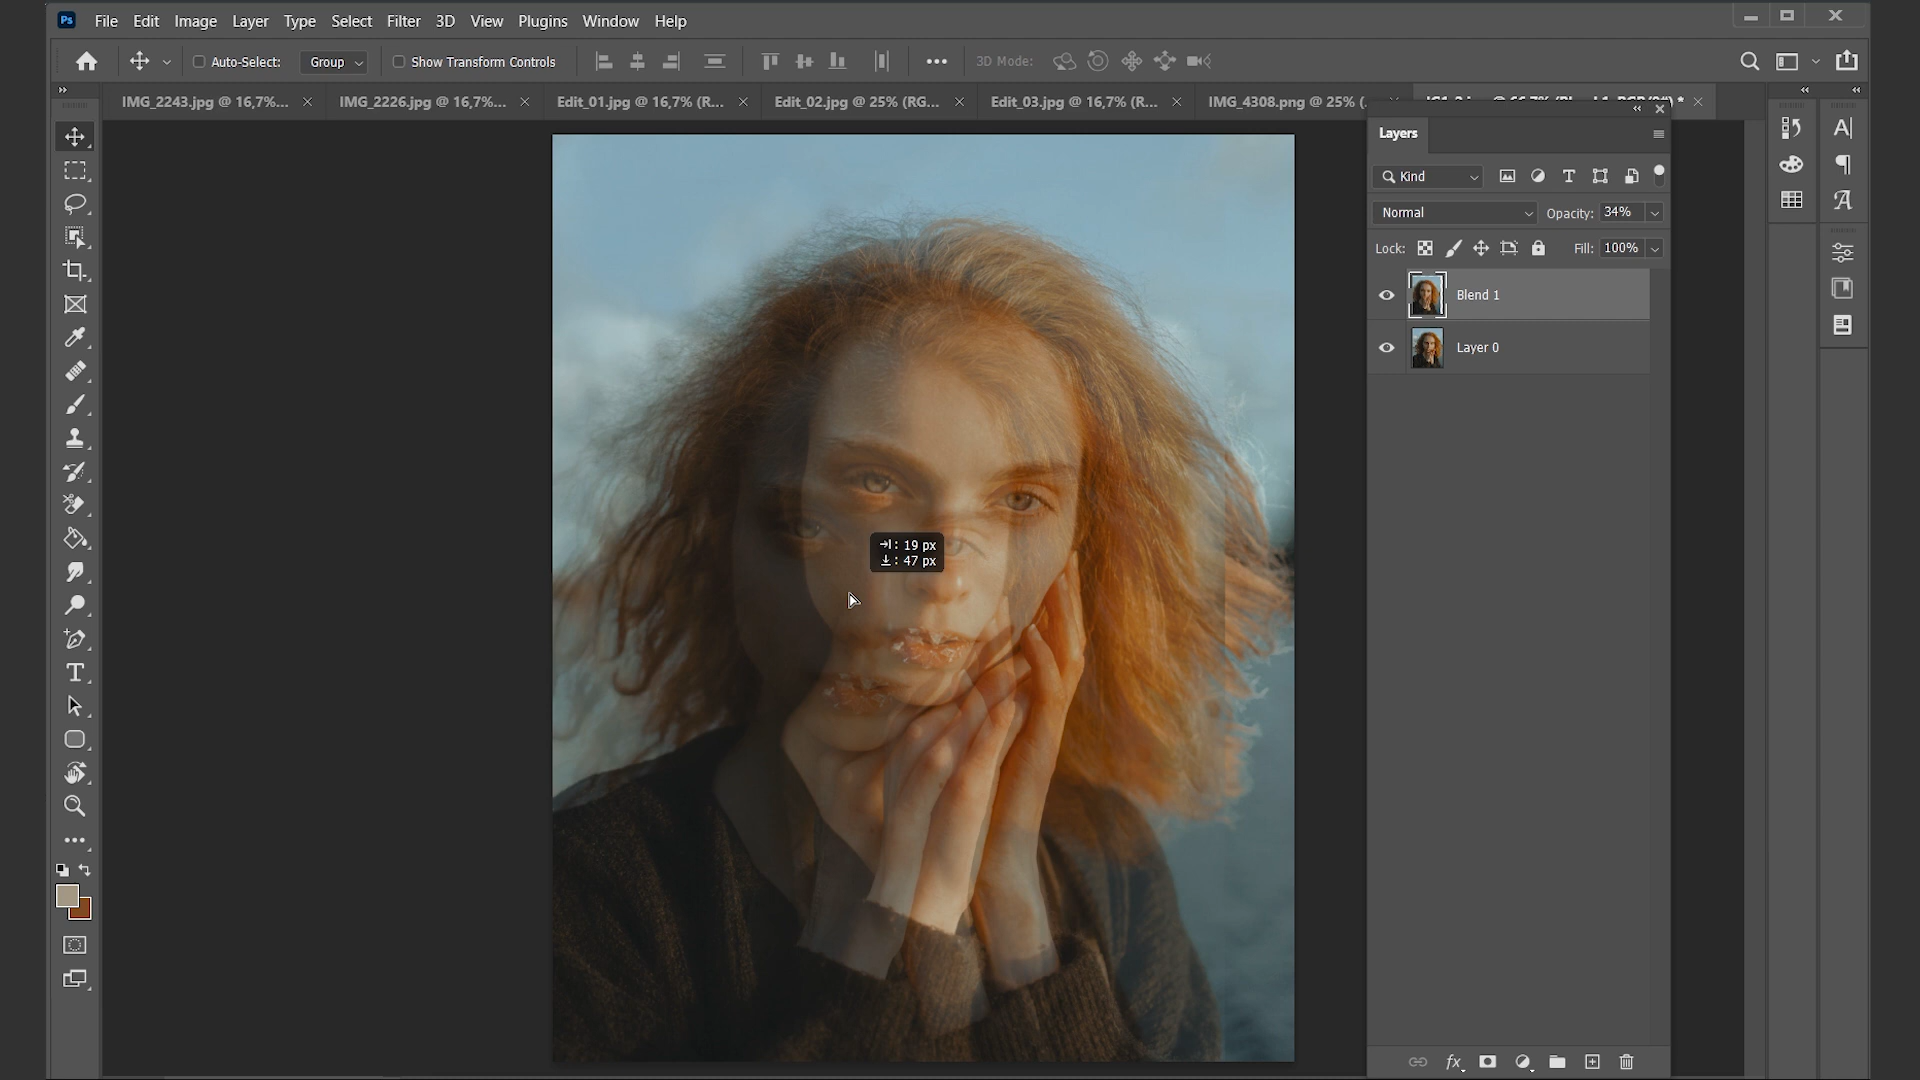 Ps File Edit Image Layer Type Select Filter 3D View Plugins Window Help
Auto-Select: Group Show Transform Controls 3D Mode:
IMG_2243.jpg @ 16,7%... IMG_2226.jpg @ 16,7%... Edit_01.jpg @ 16,7% (R... Edit_02.jpg @ 25% (RG... Edit_03.jpg @ 16,7% (R... IMG_4308.png @ 25% (.
Layers
Kind
Normal Opacity: 34%
Lock: Fill: 100%
Blend 1
Layer 0
: 19 px
: 47 px